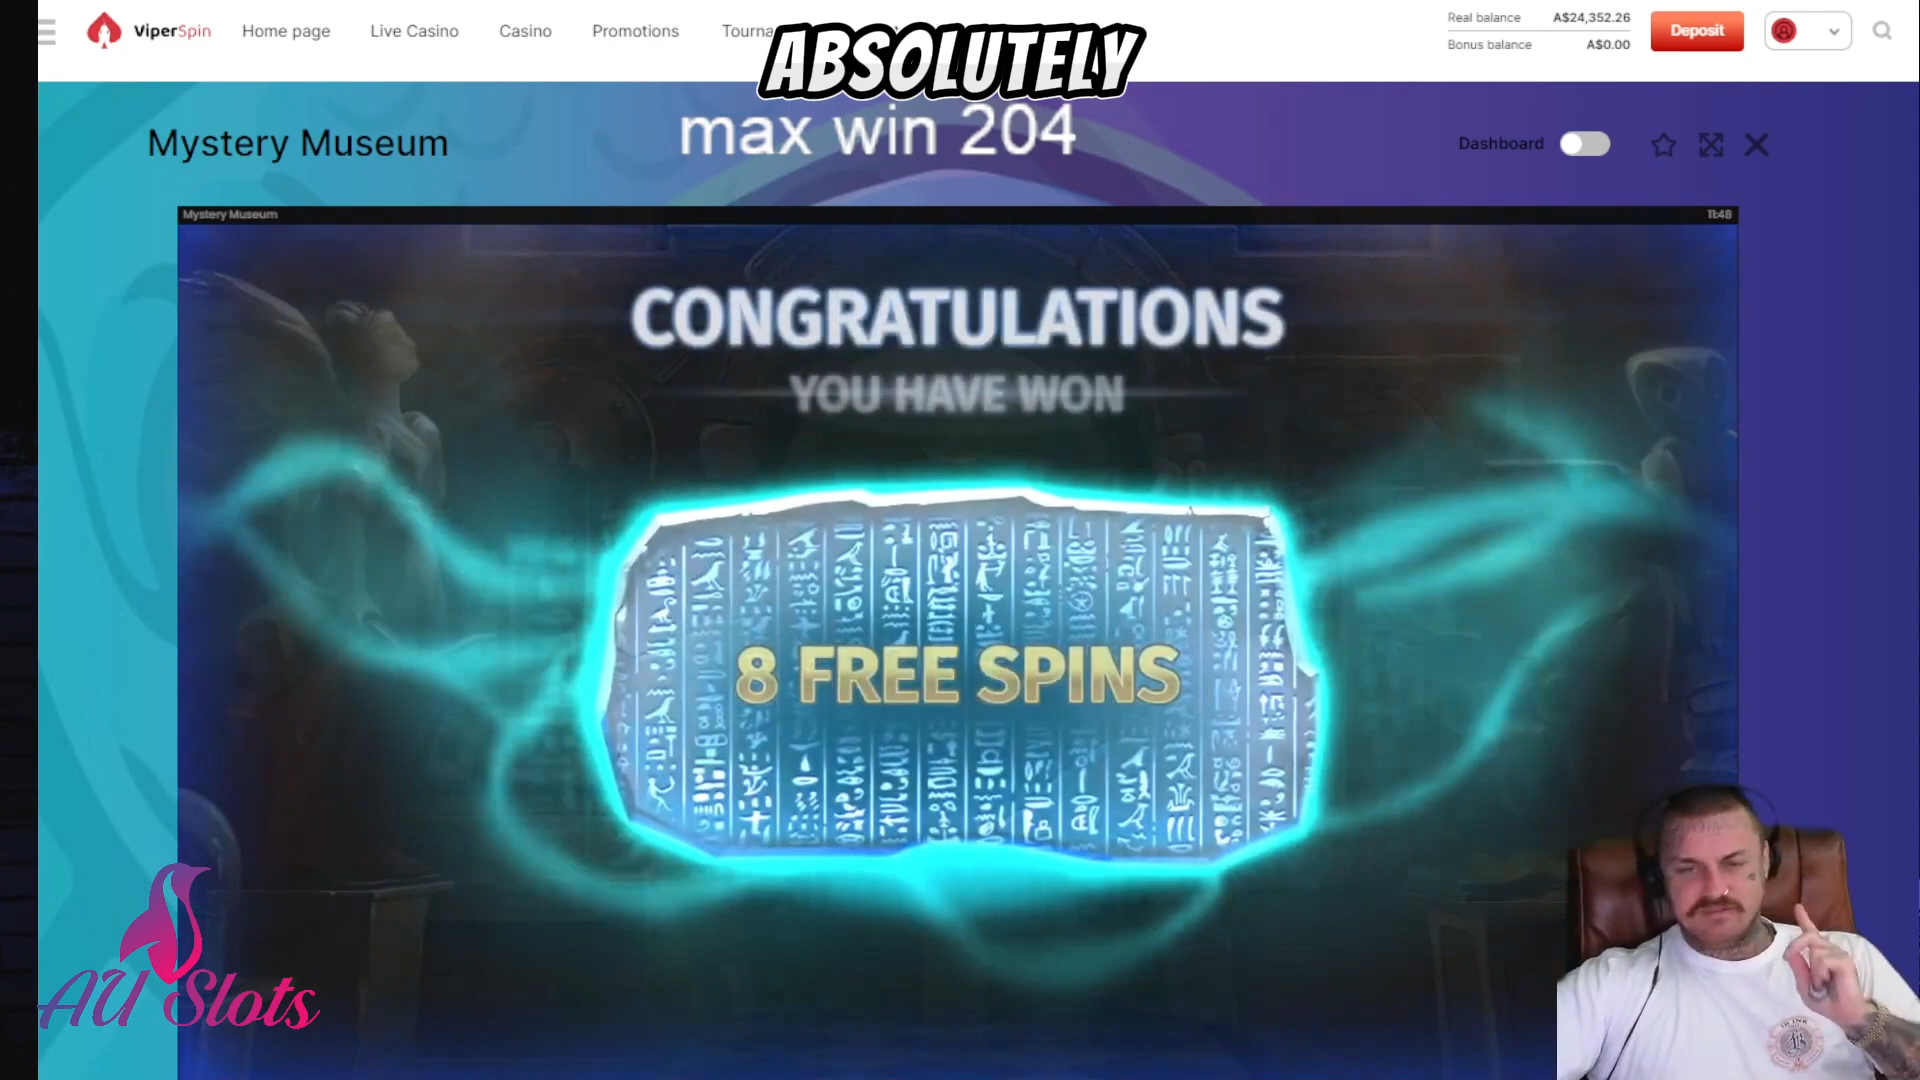 ViperSpin Home page Live Casino Casino Promotions Tourna
ABSOLUTELY
Real balance A$24,352.26
Bonus balance A$0.00
Deposit
Mystery Museum
max win 204
Dashboard
Mystery Museum 11:48
CONGRATULATIONS
YOU HAVE WON
8 FREE SPINS
AU Slots